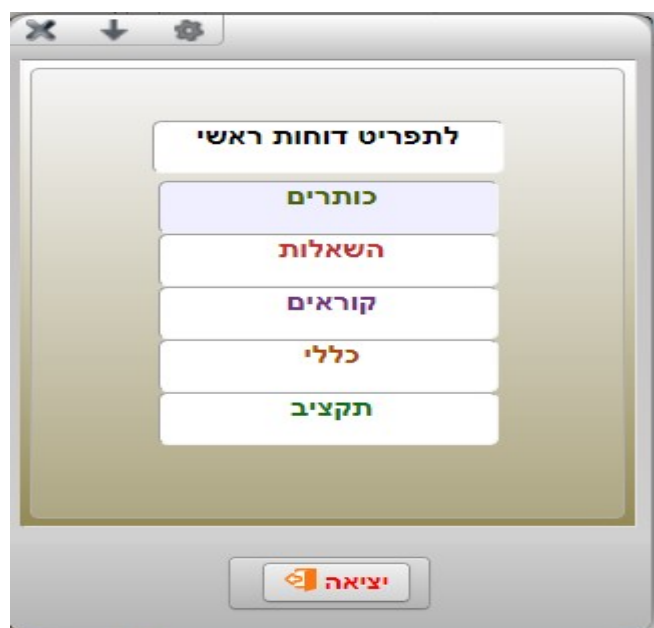 לתפריט דוחות ראשי
כותרים
השאלות
קוראים
כללי
תקציב
יציאה